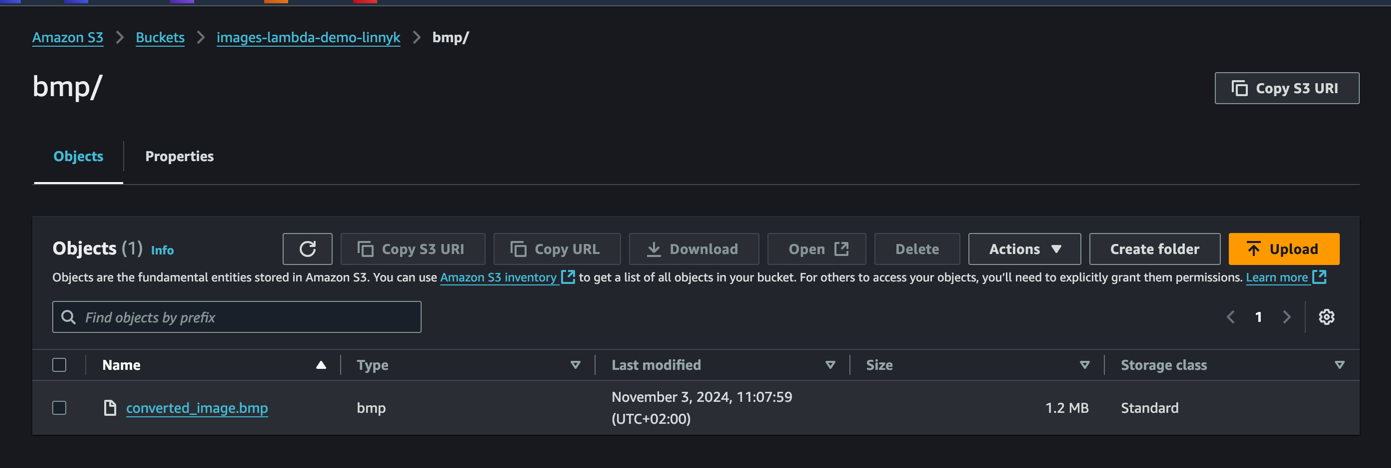 Amazon S3 > Buckets > images-lambda-demo-linnyk > bmp/
bmp/
Copy S3 URI
Objects
Properties
Objects (1) Info
Copy S3 URI
Copy URL
Download
Open
Delete
Actions
Create folder
Upload
Objects are the fundamental entities stored in Amazon S3. You can use Amazon S3 inventory to get a list of all objects in your bucket. For others to access your objects, you'll need to explicitly grant them permissions. Learn more
Find objects by prefix
1
Name Type Last modified Size Storage class
converted_image.bmp bmp November 3, 2024, 11:07:59 (UTC+02:00) 1.2 MB Standard